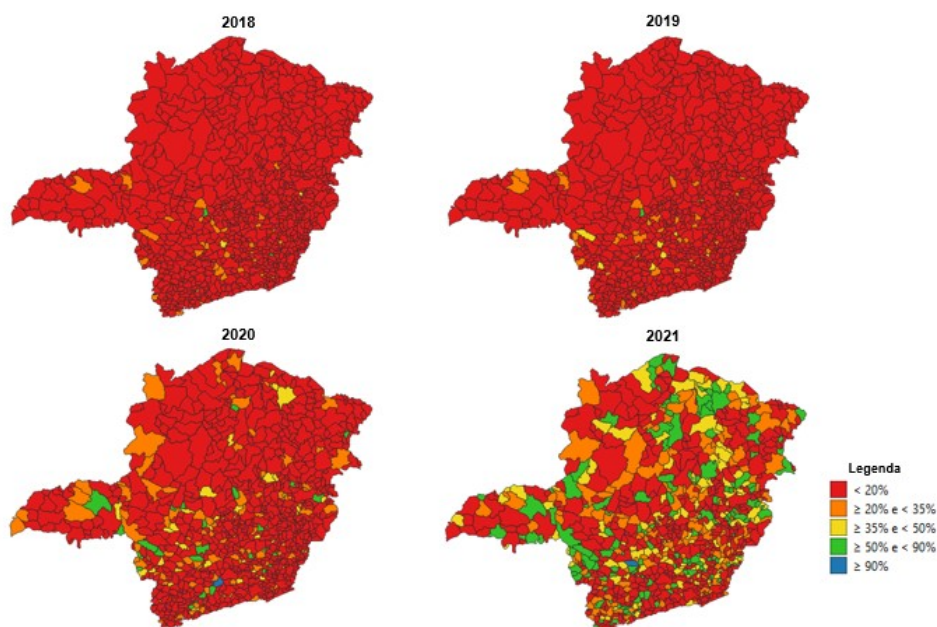 2018
2019
2020
2021
Legenda
< 20%
≥ 20% e < 35%
≥ 35% e < 50%
≥ 50% e < 90%
≥ 90%